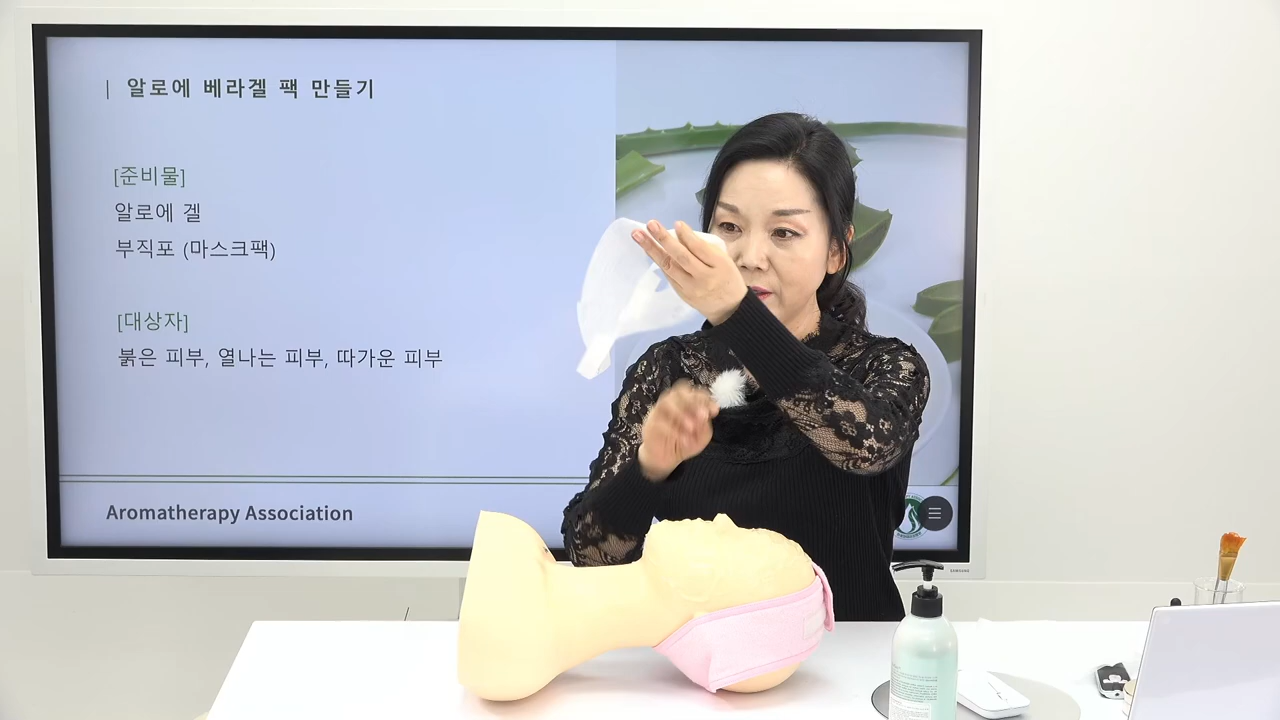 | 알로에 베라겔 팩 만들기
[준비물]
알로에 겔
부직포 (마스크팩)
[대상자]
붉은 피부, 열나는 피부, 따가운 피부
Aromatherapy Association
SAMSUNG